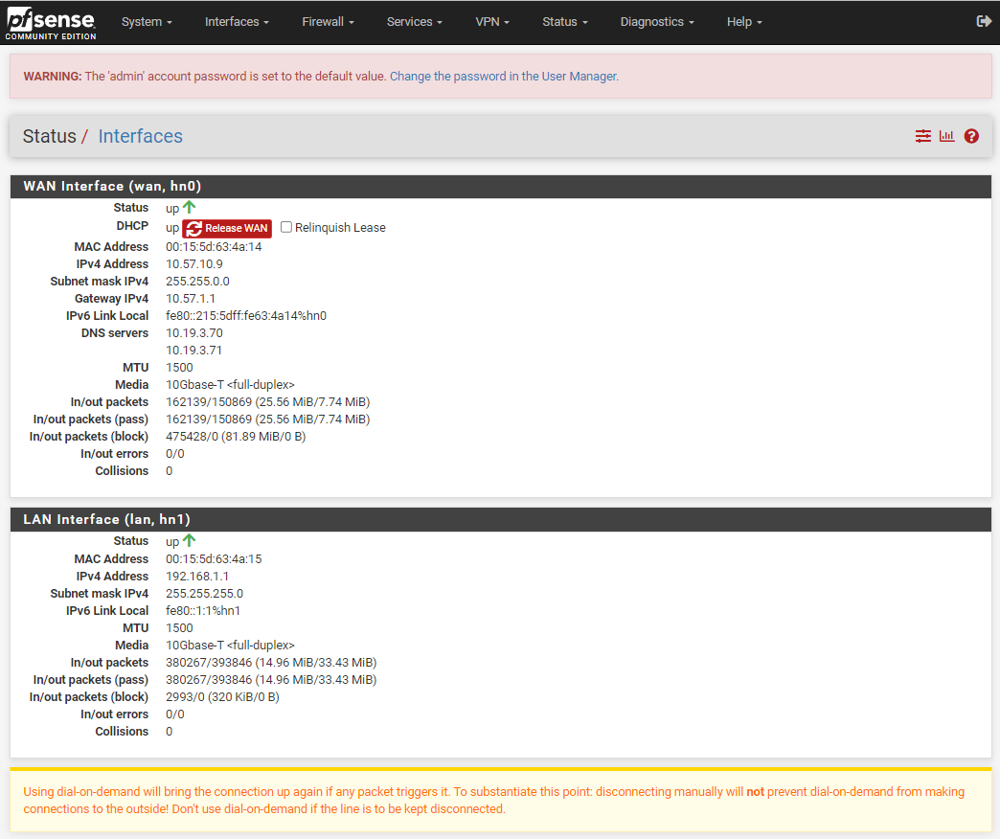 pfsense
COMMUNITY EDITION
System Interfaces Firewall Services VPN Status Diagnostics Help
WARNING: The 'admin' account password is set to the default value. Change the password in the User Manager.
Status / Interfaces
WAN Interface (wan, hn0)
Status up
DHCP up Release WAN Relinquish Lease
MAC Address 00:15:5d:63:4a:14
IPv4 Address 10.57.10.9
Subnet mask IPv4 255.255.0.0
Gateway IPv4 10.57.1.1
IPv6 Link Local fe80::215:5dff:fe63:4a14%hn0
DNS servers 10.19.3.70
10.19.3.71
MTU 1500
Media 10Gbase-T <full-duplex>
In/out packets 162139/150869 (25.56 MiB/7.74 MiB)
In/out packets (pass) 162139/150869 (25.56 MiB/7.74 MiB)
In/out packets (block) 475428/0 (81.89 MiB/0 B)
In/out errors 0/0
Collisions 0
LAN Interface (lan, hn1)
Status up
MAC Address 00:15:5d:63:4a:15
IPv4 Address 192.168.1.1
Subnet mask IPv4 255.255.255.0
IPv6 Link Local fe80::1:1%hn1
MTU 1500
Media 10Gbase-T <full-duplex>
In/out packets 380267/393846 (14.96 MiB/33.43 MiB)
In/out packets (pass) 380267/393846 (14.96 MiB/33.43 MiB)
In/out packets (block) 2993/0 (320 KiB/0 B)
In/out errors 0/0
Collisions 0
Using dial-on-demand will bring the connection up again if any packet triggers it. To substantiate this point: disconnecting manually will not prevent dial-on-demand from making
connections to the outside! Don't use dial-on-demand if the line is to be kept disconnected.